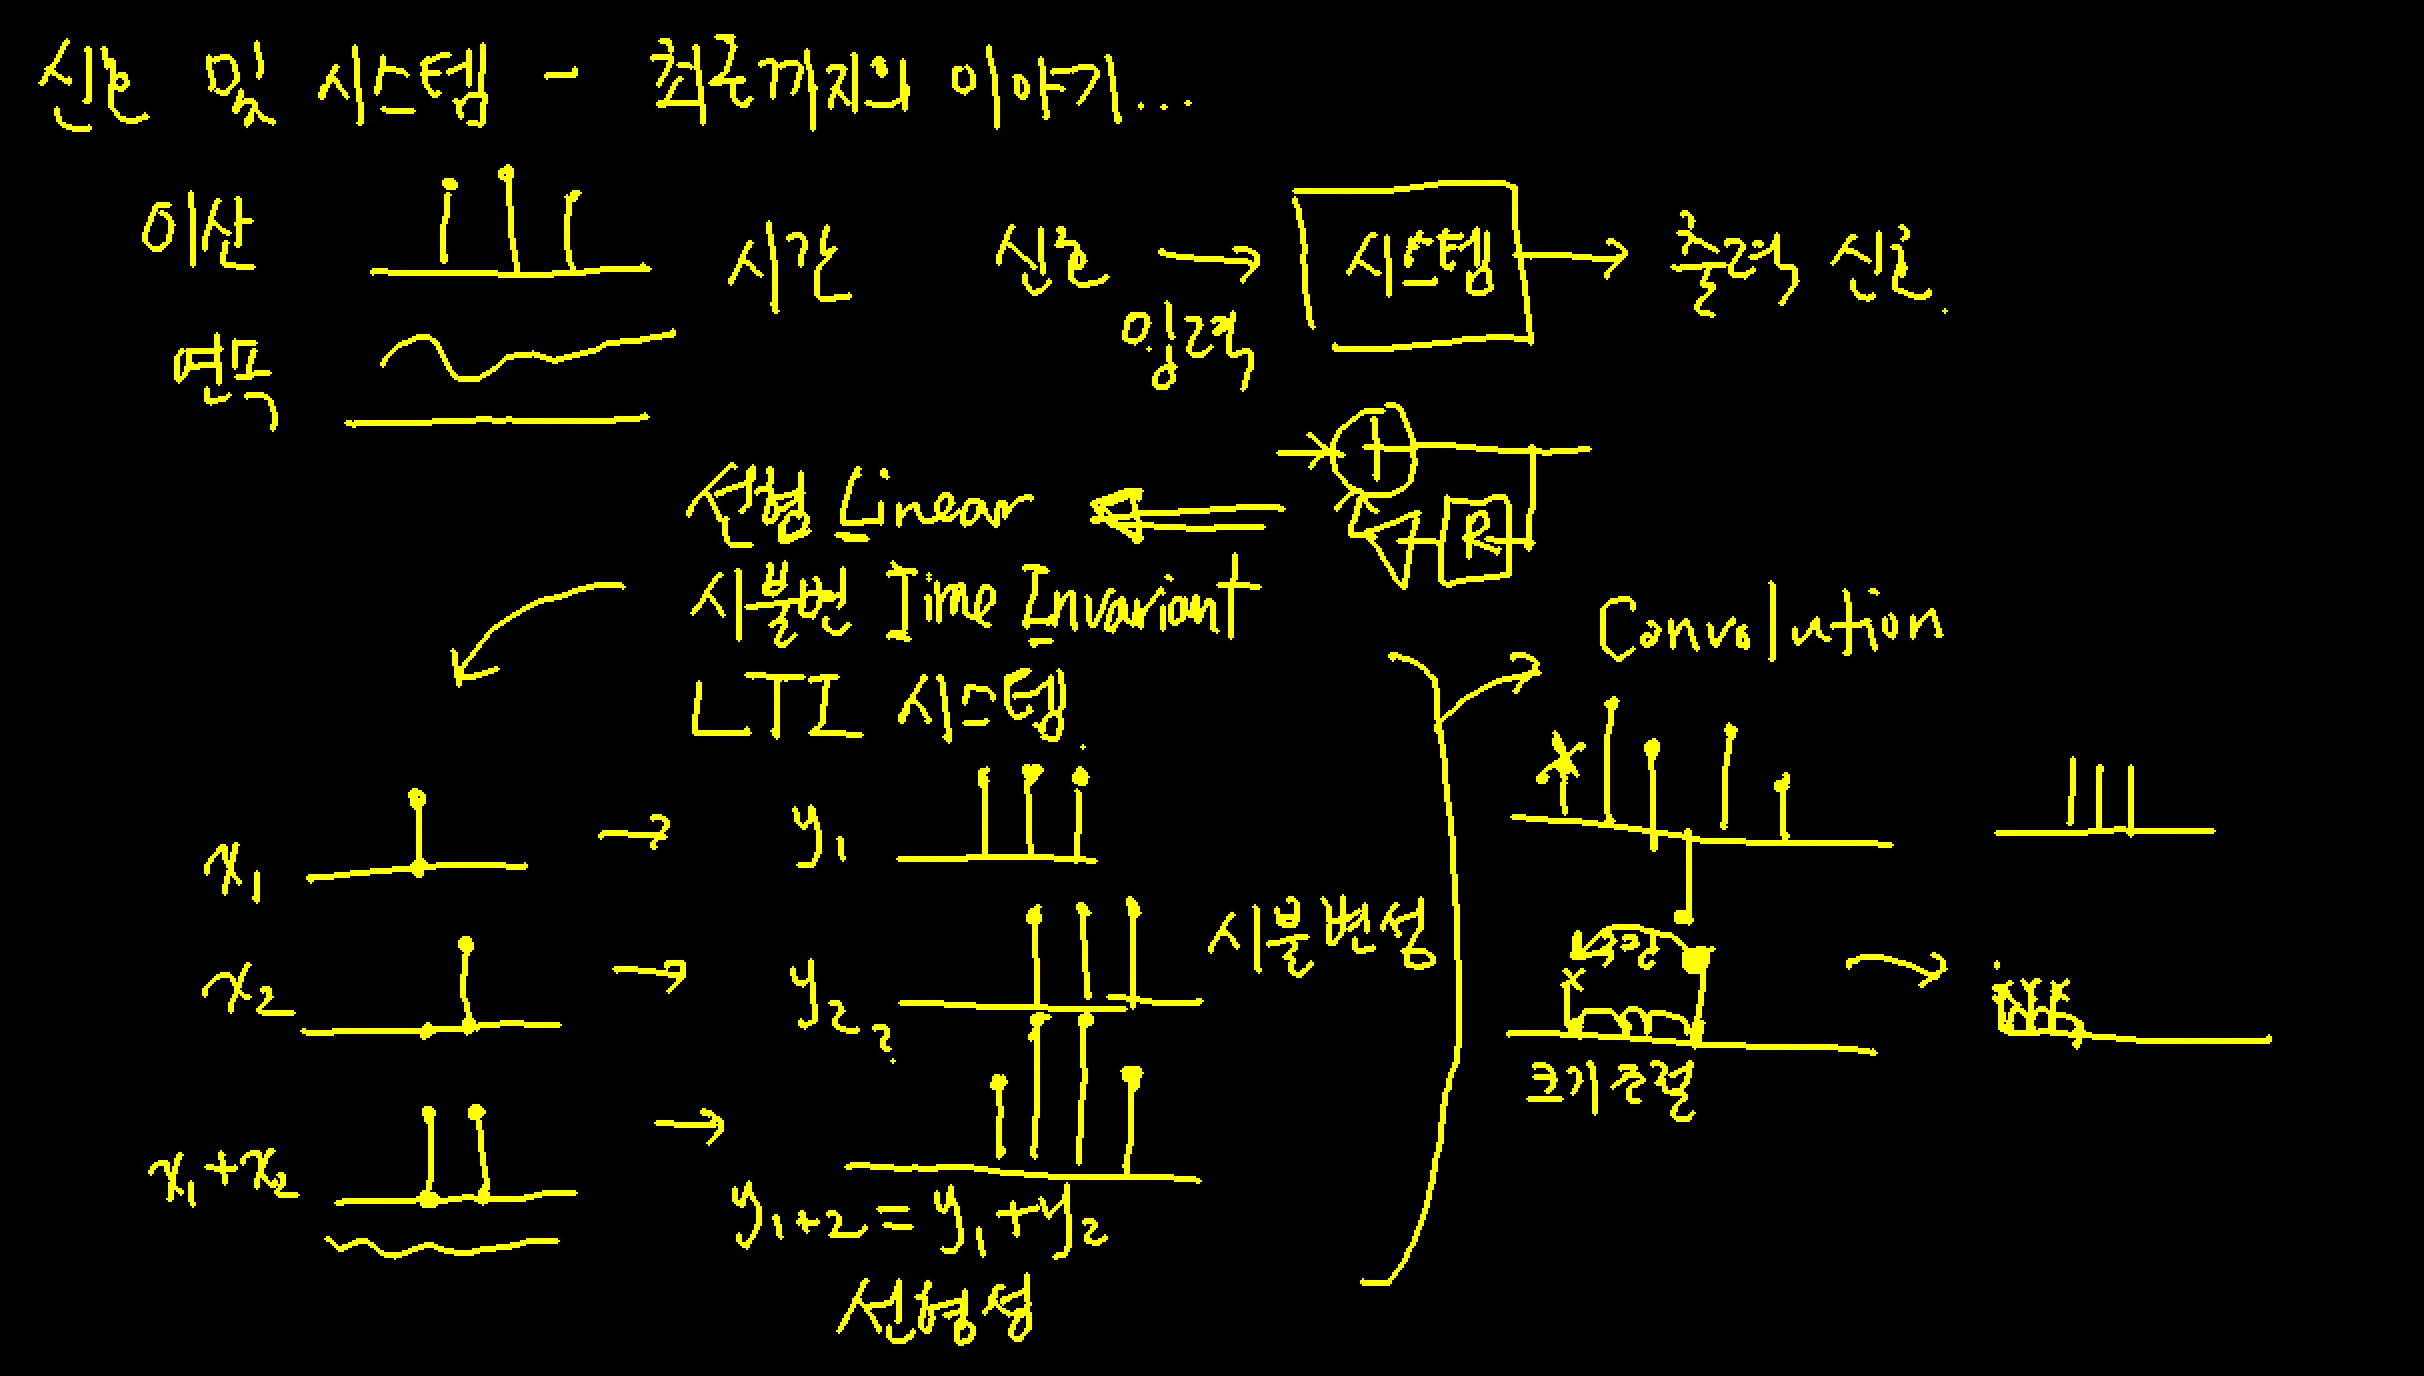 신호 및 시스템 - 최근까지의 이야기...
이산 시간 신호 → 시스템 → 출력 신호.
입력
연속
+
R
선형 Linear
시불변 Time Invariant
LTI 시스템.
Convolution
x₁ → y₁
x₂ → y₂?
시불변성
x₁+x₂ →
y₁₊₂ = y₁+y₂
선형성
크기조절